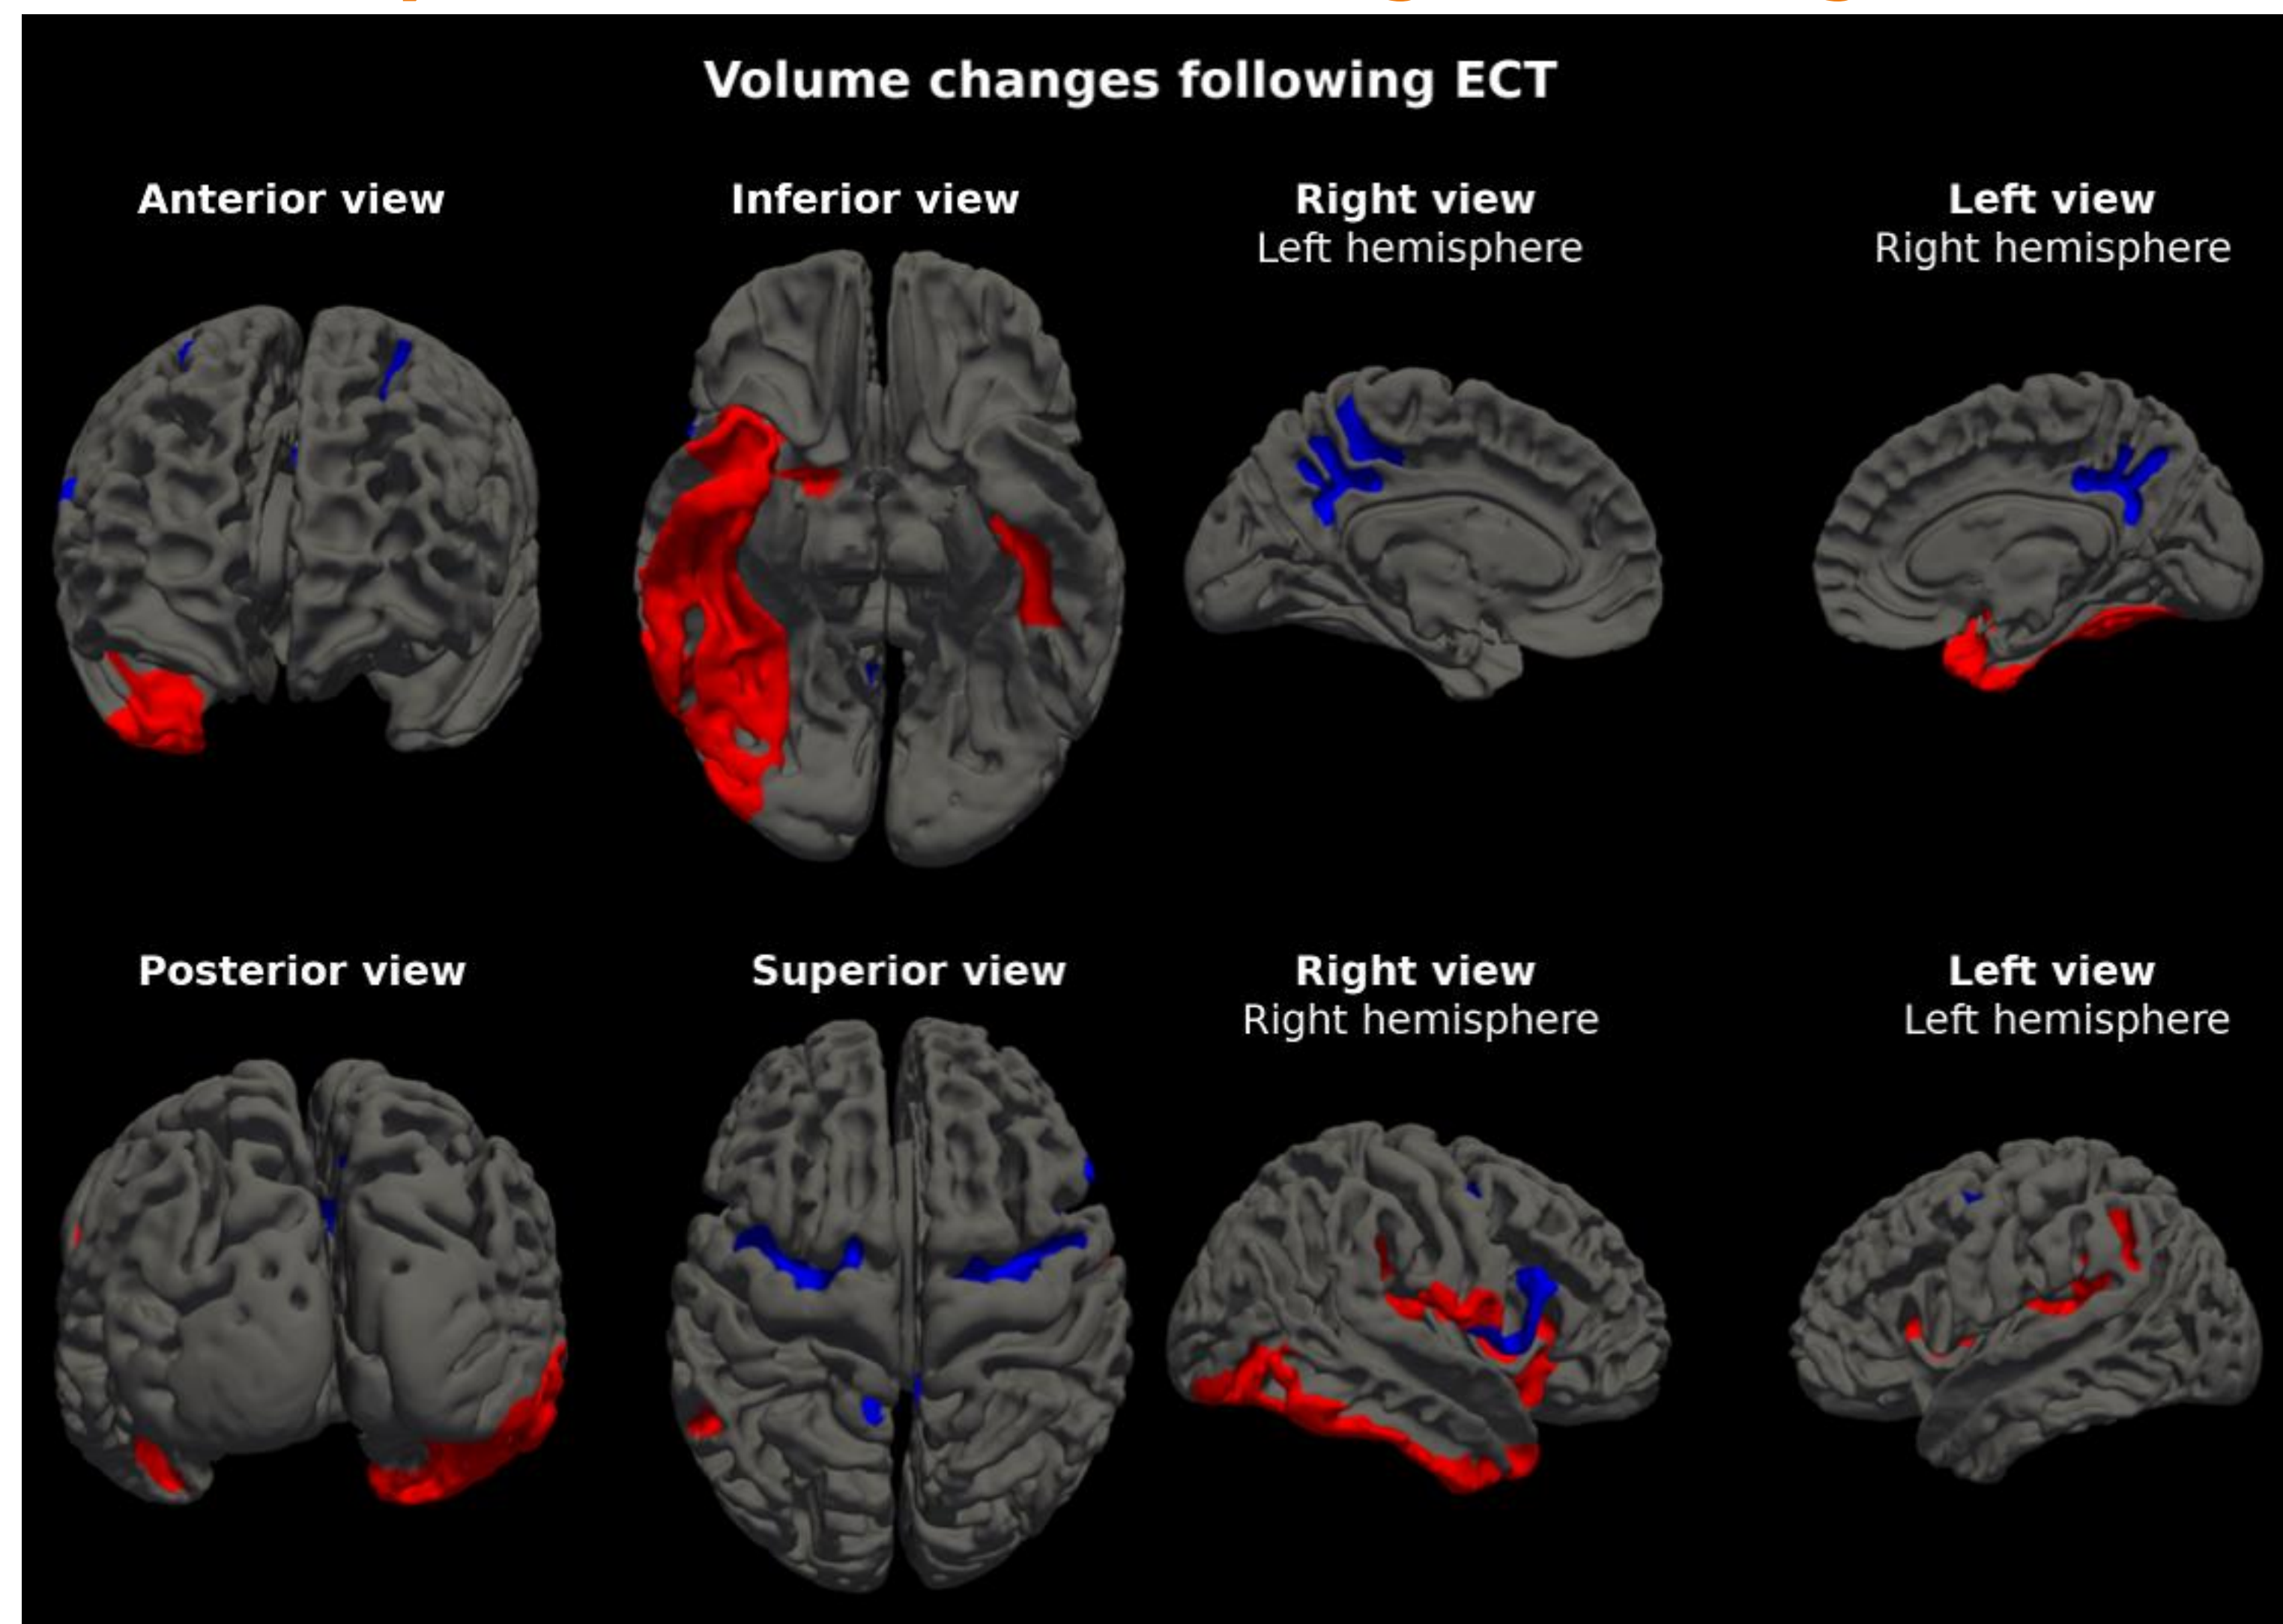 Volume changes following ECT
Anterior view
Inferior view
Right view
Left hemisphere
Left view
Right hemisphere
Posterior view
Superior view
Right view
Right hemisphere
Left view
Left hemisphere